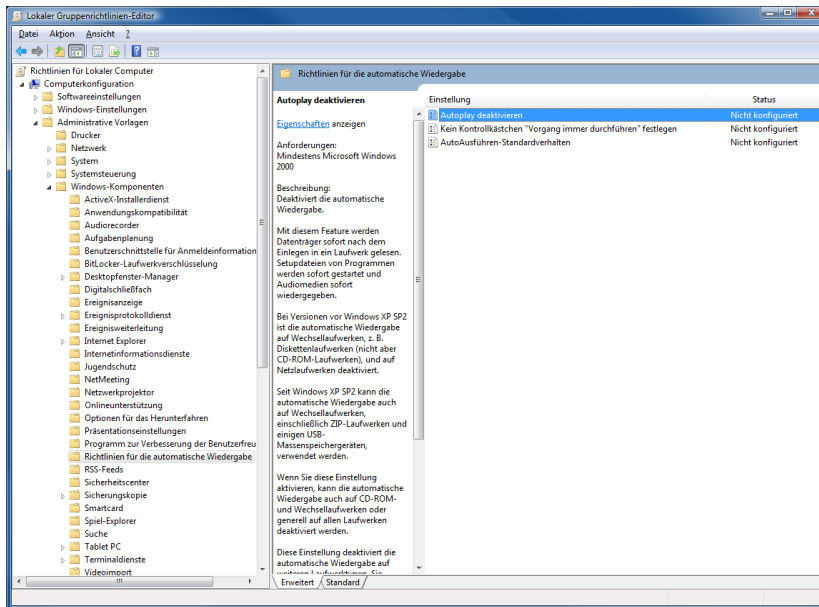 Lokaler Gruppenrichtlinien-Editor
Datei Aktion Ansicht ?
Richtlinien für Lokaler Computer
Computerkonfiguration
Softwareeinstellungen
Windows-Einstellungen
Administrative Vorlagen
Drucker
Netzwerk
System
Systemsteuerung
Windows-Komponenten
ActiveX-Installerdienst
Anwendungskompatibilität
Audiorecorder
Aufgabenplanung
Benutzerschnittstelle für Anmeldeinformation
BitLocker-Laufwerkverschlüsselung
Desktopfenster-Manager
Digitalschließfach
Ereignisanzeige
Ereignisprotokolldienst
Ereignisweiterleitung
Internet Explorer
Internetinformationsdienste
Jugendschutz
NetMeeting
Netzwerkprojektor
Onlineunterstützung
Optionen für das Herunterfahren
Präsentationseinstellungen
Programm zur Verbesserung der Benutzerfreu
Richtlinien für die automatische Wiedergabe
RSS-Feeds
Sicherheitscenter
Sicherungskopie
Smartcard
Spiel-Explorer
Suche
Tablet PC
Terminaldienste
Videoimport
Richtlinien für die automatische Wiedergabe
Autoplay deaktivieren
Eigenschaften anzeigen
Anforderungen:
Mindestens Microsoft Windows
2000
Beschreibung:
Deaktiviert die automatische
Wiedergabe.
Mit diesem Feature werden
Datenträger sofort nach dem
Einlegen in ein Laufwerk gelesen.
Setupdateien von Programmen
werden sofort gestartet und
Audiomedien sofort
wiedergegeben.
Bei Versionen vor Windows XP SP2
ist die automatische Wiedergabe
auf Wechsellaufwerken, z. B.
Diskettenlaufwerken (nicht aber
CD-ROM-Laufwerken), und auf
Netzlaufwerken deaktiviert.
Seit Windows XP SP2 kann die
automatische Wiedergabe auch
auf Wechsellaufwerken,
einschließlich ZIP-Laufwerken und
einigen USB-
Massenspeichergeräten,
verwendet werden.
Wenn Sie diese Einstellung
aktivieren, kann die automatische
Wiedergabe auch auf CD-ROM-
und Wechsellaufwerken oder
generell auf allen Laufwerken
deaktiviert werden.
Diese Einstellung deaktiviert die
automatische Wiedergabe auf
weiteren Laufwerktypen. Sie
Einstellung Status
Autoplay deaktivieren Nicht konfiguriert
Kein Kontrollkästchen "Vorgang immer durchführen" festlegen Nicht konfiguriert
AutoAusführen-Standardverhalten Nicht konfiguriert
Erweitert Standard